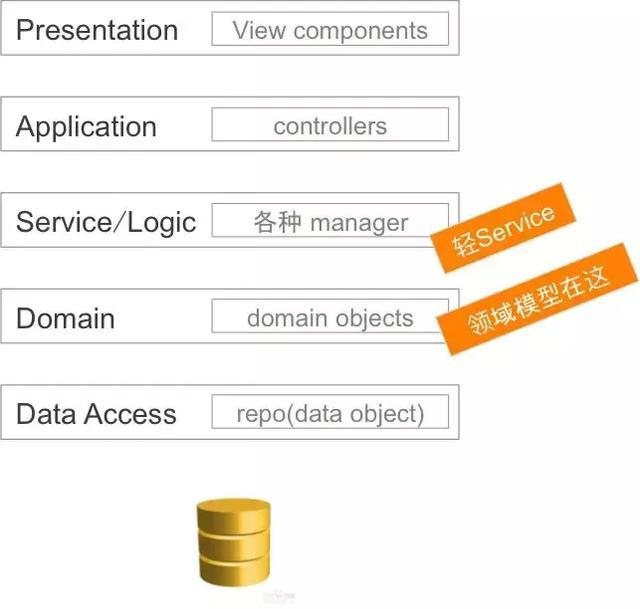 Presentation View components
Application controllers
Service/Logic 各种 manager
轻Service
Domain domain objects
领域模型在这
Data Access repo(data object)